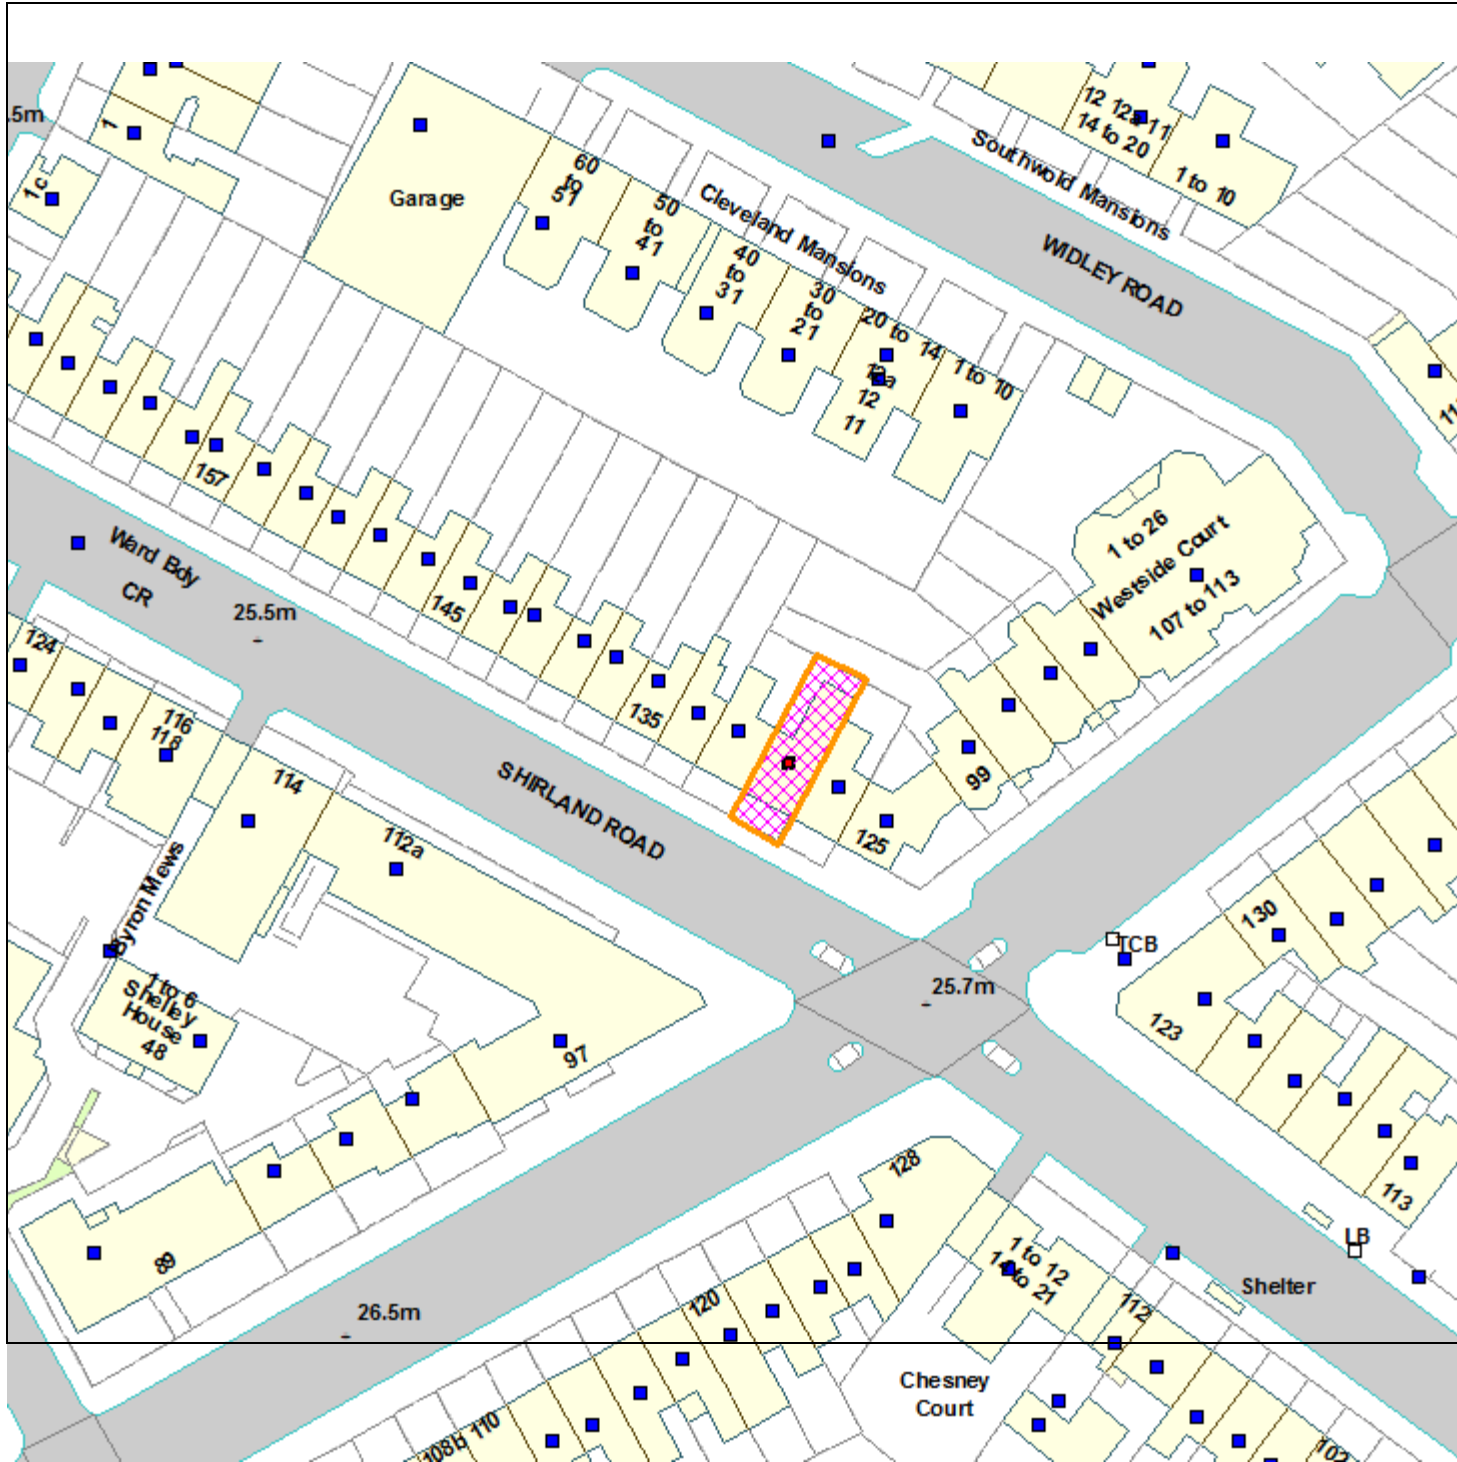 .5m
1
1c
Garage
60
to
51
50
to
41
40
to
31
30
to
21
20 to 14
12a
12
11
1 to 10
Cleveland Mansions
12 12a 11
14 to 20
1 to 10
Southwold Mansions
WIDLEY ROAD
157
145
135
125
Ward Bdy
CR
25.5m
1 to 26
Westside Court
107 to 113
99
124
116
118
114
112a
SHIRLAND ROAD
Byron Mews
1 to 6
Shelley
House
48
97
89
26.5m
25.7m
TCB
130
123
113
LB
Shelter
128
120
110
108b
1 to 12
14 to 21
112
Chesney
Court
102